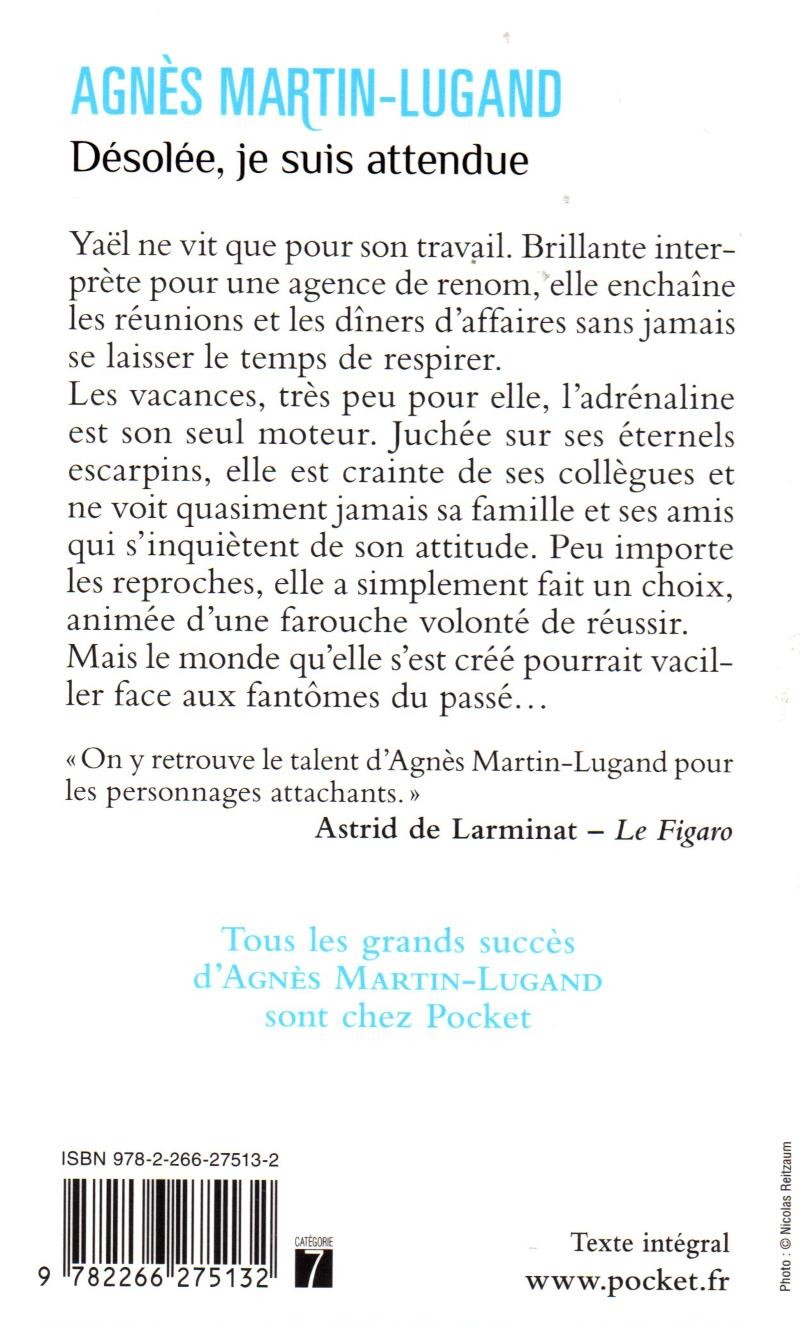 AGNÈS MARTIN-LUGAND
Désolée, je suis attendue
Yaël ne vit que pour son travail. Brillante inter-
prète pour une agence de renom, elle enchaîne
les réunions et les dîners d'affaires sans jamais
se laisser le temps de respirer.
Les vacances, très peu pour elle, l'adrénaline
est son seul moteur. Juchée sur ses éternels
escarpins, elle est crainte de ses collègues et
ne voit quasiment jamais sa famille et ses amis
qui s'inquiètent de son attitude. Peu importe
les reproches, elle a simplement fait un choix,
animée d'une farouche volonté de réussir.
Mais le monde qu'elle s'est créé pourrait vacil-
ler face aux fantômes du passé…
« On y retrouve le talent d'Agnès Martin-Lugand pour
les personnages attachants. »
Astrid de Larminat – Le Figaro
Tous les grands succès
d'AGNÈS MARTIN-LUGAND
sont chez Pocket
ISBN 978-2-266-27513-2
9 782266 275132
CATÉGORIE
7
Texte intégral
www.pocket.fr
Photo : © Nicolas Reitzaum